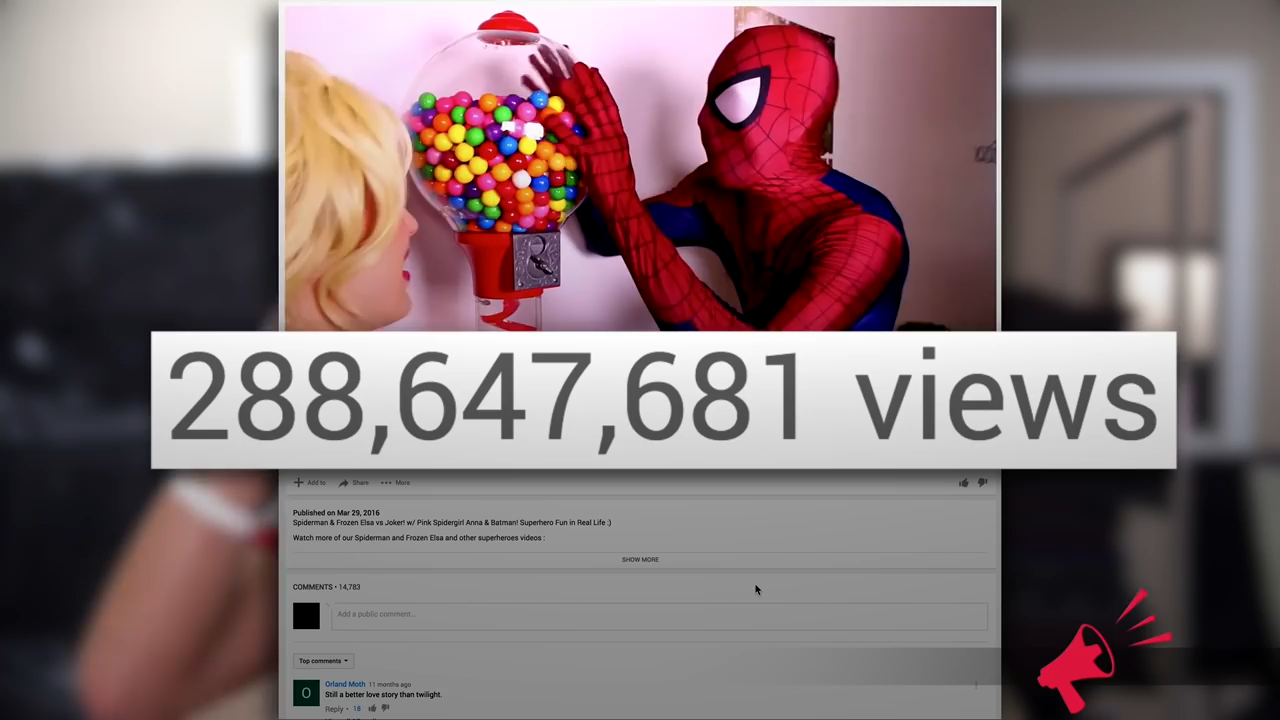 288,647,681 views
Add to Share More
Published on Mar 29, 2016
Spiderman & Frozen Elsa vs Joker! w/ Pink Spidergirl Anna & Batman! Superhero Fun in Real Life :)
Watch more of our Spiderman and Frozen Elsa and other superheroes videos :
SHOW MORE
COMMENTS • 14,783
Add a public comment...
Top comments
O
Orland Moth 11 months ago
Still a better love story than twilight.
Reply • 18